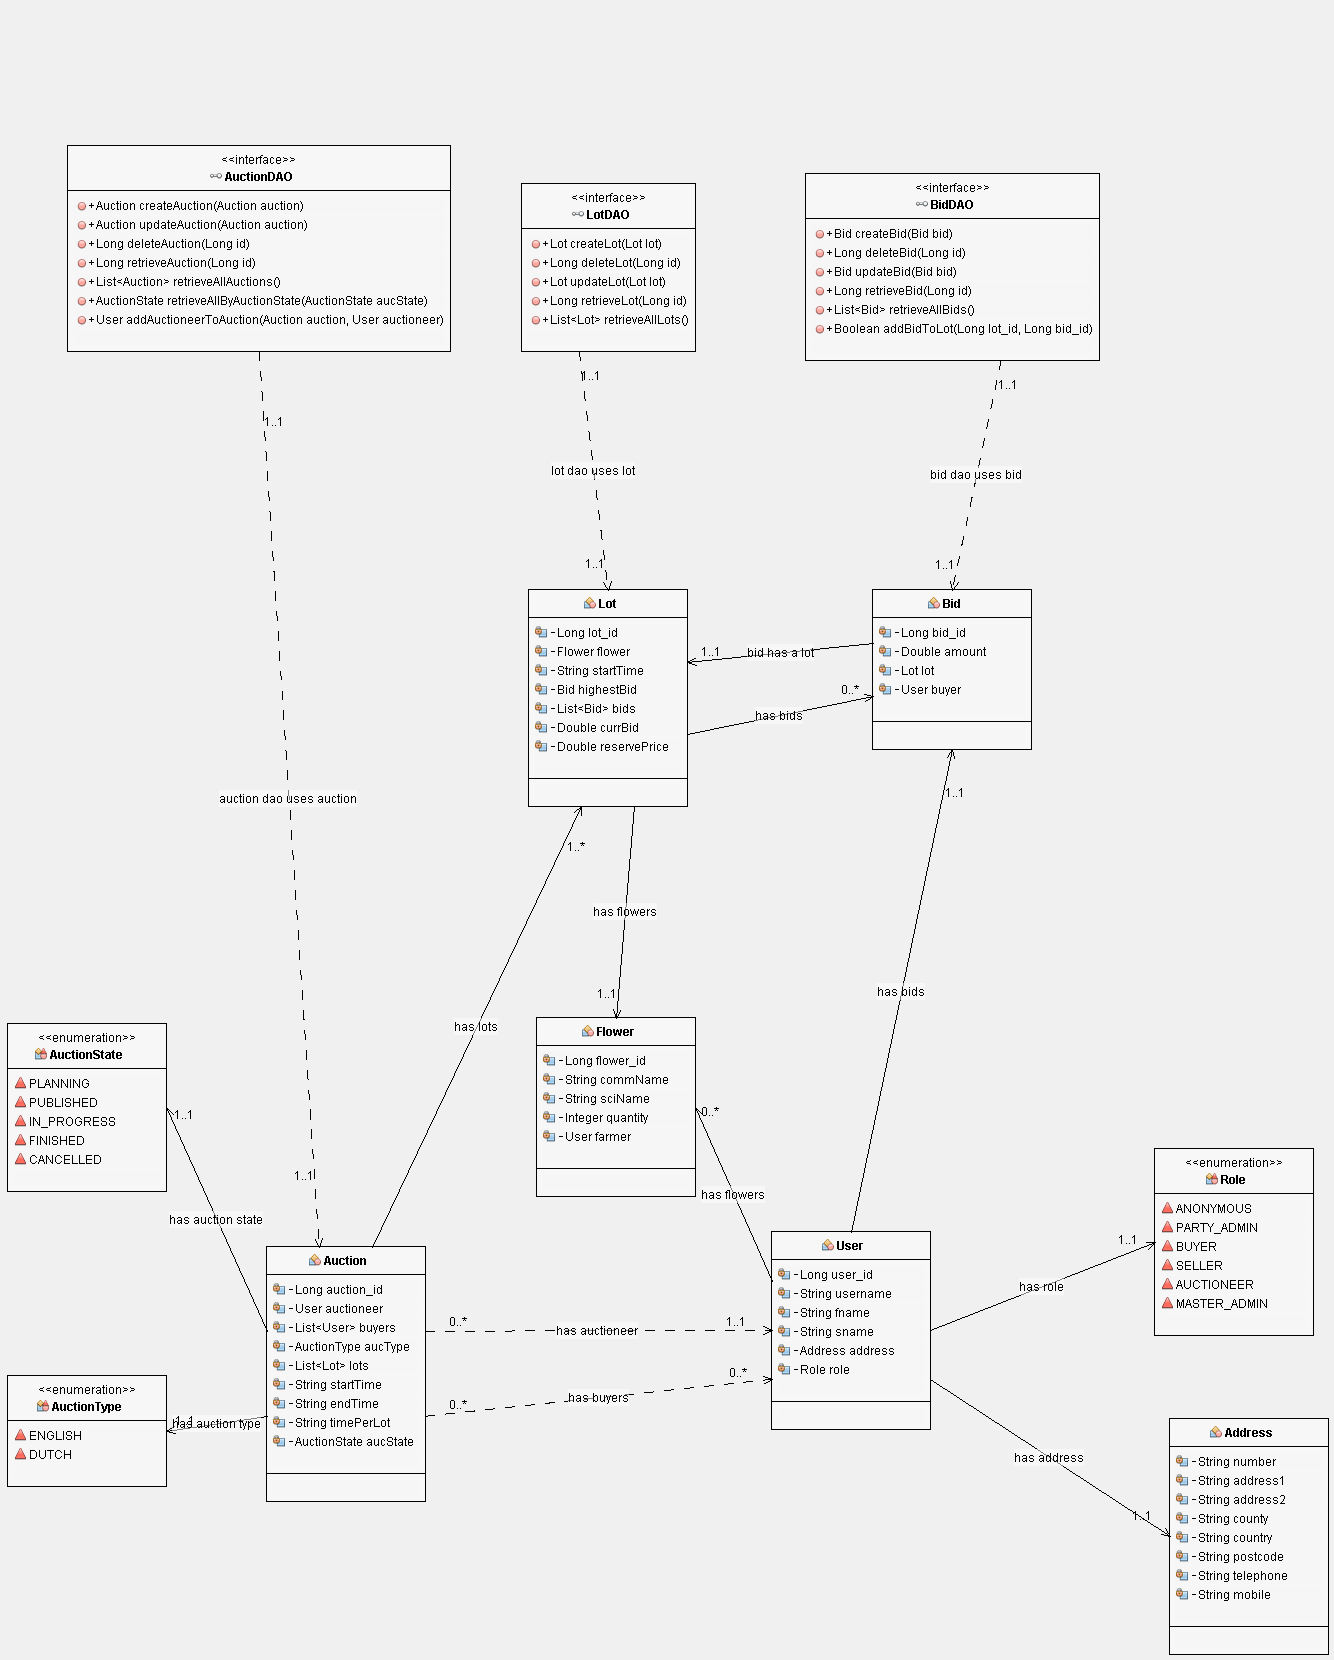 <<interface>>
AuctionDAO
+Auction createAuction(Auction auction)
+Auction updateAuction(Auction auction)
+Long deleteAuction(Long id)
+Long retrieveAuction(Long id)
+List<Auction> retrieveAllAuctions()
+AuctionState retrieveAllByAuctionState(AuctionState aucState)
+User addAuctioneerToAuction(Auction auction, User auctioneer)
<<interface>>
LotDAO
+Lot createLot(Lot lot)
+Long deleteLot(Long id)
+Lot updateLot(Lot lot)
+Long retrieveLot(Long id)
+List<Lot> retrieveAllLots()
<<interface>>
BidDAO
+Bid createBid(Bid bid)
+Long deleteBid(Long id)
+Bid updateBid(Bid bid)
+Long retrieveBid(Long id)
+List<Bid> retrieveAllBids()
+Boolean addBidToLot(Long lot_id, Long bid_id)
1..1
1..1
1..1
lot dao uses lot
bid dao uses bid
1..1
1..1
Lot
-Long lot_id
-Flower flower
-String startTime
-Bid highestBid
-List<Bid> bids
-Double currBid
-Double reservePrice
1..1
bid has a lot
0..*
has bids
Bid
-Long bid_id
-Double amount
-Lot lot
-User buyer
1..1
auction dao uses auction
1..*
has flowers
has bids
1..1
has lots
Flower
-Long flower_id
-String commName
-String sciName
-Integer quantity
-User farmer
0..*
has flowers
<<enumeration>>
AuctionState
PLANNING
PUBLISHED
IN_PROGRESS
FINISHED
CANCELLED
1..1
has auction state
1..1
Auction
-Long auction_id
-User auctioneer
-List<User> buyers
-AuctionType aucType
-List<Lot> lots
-String startTime
-String endTime
-String timePerLot
-AuctionState aucState
0..*
has auctioneer
1..1
0..*
has buyers
0..*
User
-Long user_id
-String username
-String fname
-String sname
-Address address
-Role role
<<enumeration>>
Role
ANONYMOUS
PARTY_ADMIN
BUYER
SELLER
AUCTIONEER
MASTER_ADMIN
1..1
has role
<<enumeration>>
AuctionType
ENGLISH
DUTCH
1..1
has auction type
has address
1..1
Address
-String number
-String address1
-String address2
-String county
-String country
-String postcode
-String telephone
-String mobile